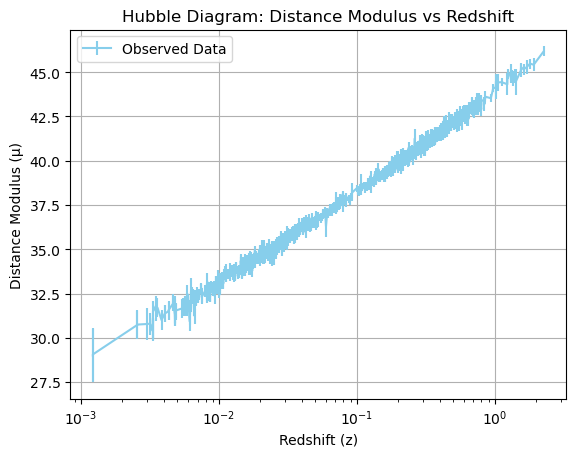 Hubble Diagram: Distance Modulus vs Redshift
Observed Data
45.0
42.5
40.0
37.5
35.0
32.5
30.0
27.5
Distance Modulus (μ)
10⁻³ 10⁻² 10⁻¹ 10⁰
Redshift (z)